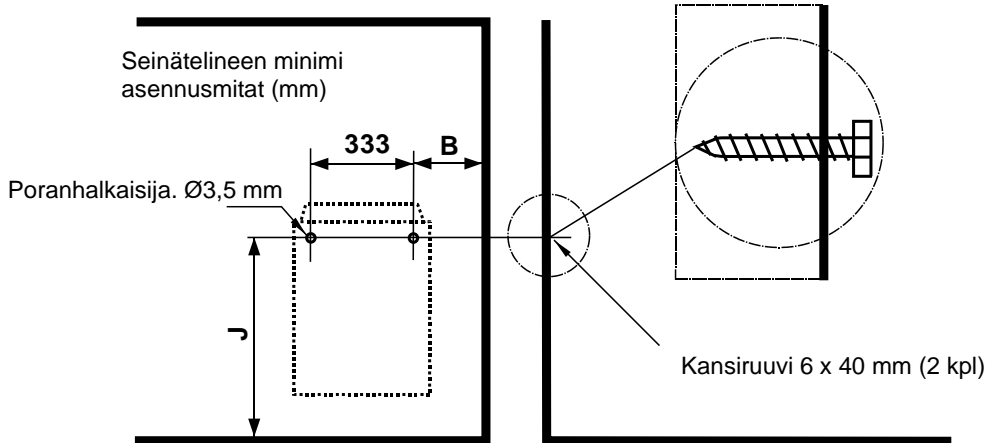 Seinätelineen minimi
asennusmitat (mm)
333
B
Poranhalkaisija. Ø3,5 mm
J
Kansiruuvi 6 x 40 mm (2 kpl)